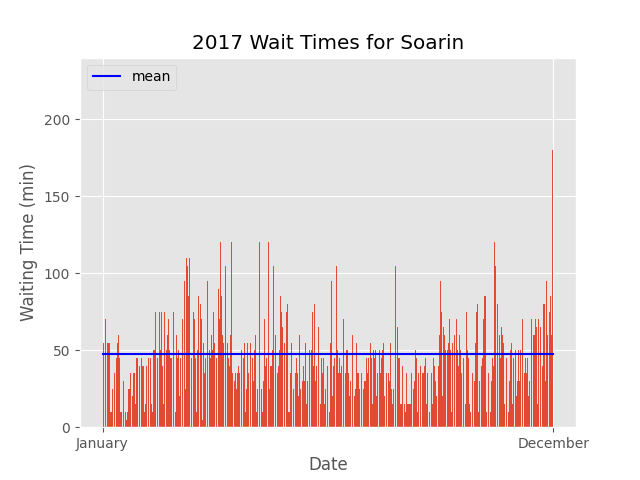 2017 Wait Times for Soarin
mean
200
150
100
50
0
Waiting Time (min)
January
December
Date